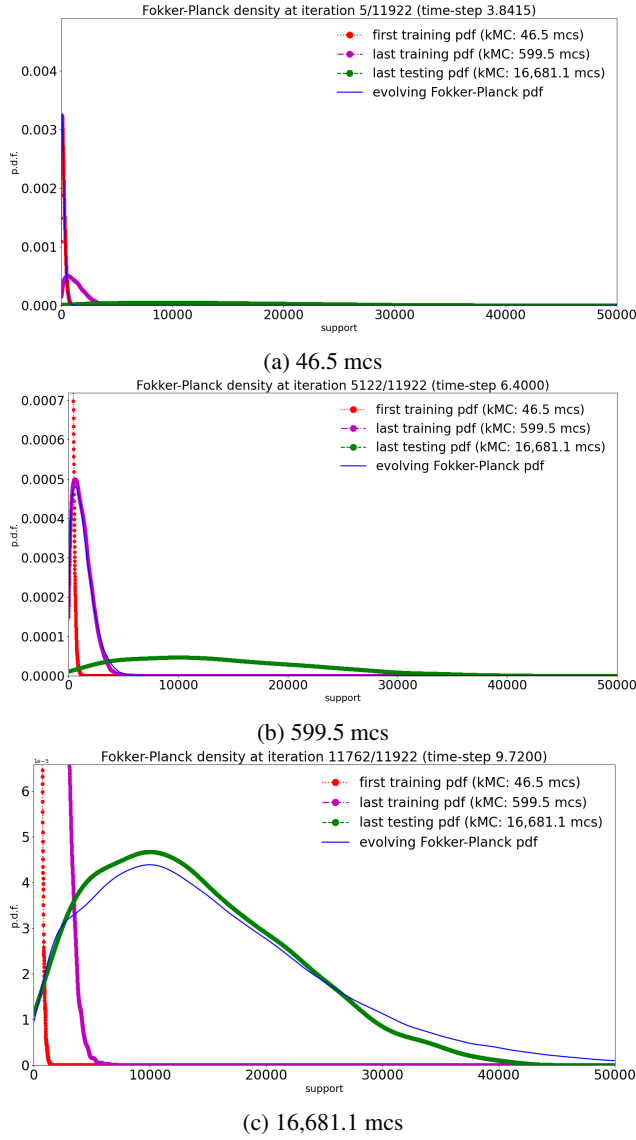 Fokker-Planck density at iteration 5/11922 (time-step 3.8415)
first training pdf (kMC: 46.5 mcs)
last training pdf (kMC: 599.5 mcs)
last testing pdf (kMC: 16,681.1 mcs)
evolving Fokker-Planck pdf
p.d.f.
0.004
0.003
0.002
0.001
0.000
0 10000 20000 30000 40000 50000
support
(a) 46.5 mcs
Fokker-Planck density at iteration 5122/11922 (time-step 6.4000)
first training pdf (kMC: 46.5 mcs)
last training pdf (kMC: 599.5 mcs)
last testing pdf (kMC: 16,681.1 mcs)
evolving Fokker-Planck pdf
p.d.f.
0.0007
0.0006
0.0005
0.0004
0.0003
0.0002
0.0001
0.0000
0 10000 20000 30000 40000 50000
support
(b) 599.5 mcs
Fokker-Planck density at iteration 11762/11922 (time-step 9.7200)
1e-5
first training pdf (kMC: 46.5 mcs)
last training pdf (kMC: 599.5 mcs)
last testing pdf (kMC: 16,681.1 mcs)
evolving Fokker-Planck pdf
p.d.f.
6
5
4
3
2
1
0
0 10000 20000 30000 40000 50000
support
(c) 16,681.1 mcs